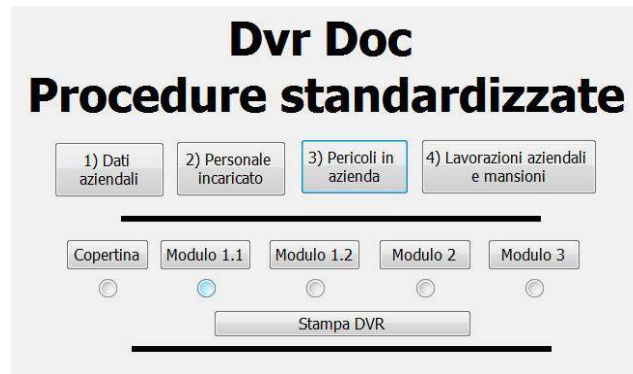 Dvr Doc
Procedure standardizzate
1) Dati
aziendali
2) Personale
incaricato
3) Pericoli in
azienda
4) Lavorazioni aziendali
e mansioni
Copertina
Modulo 1.1
Modulo 1.2
Modulo 2
Modulo 3
Stampa DVR